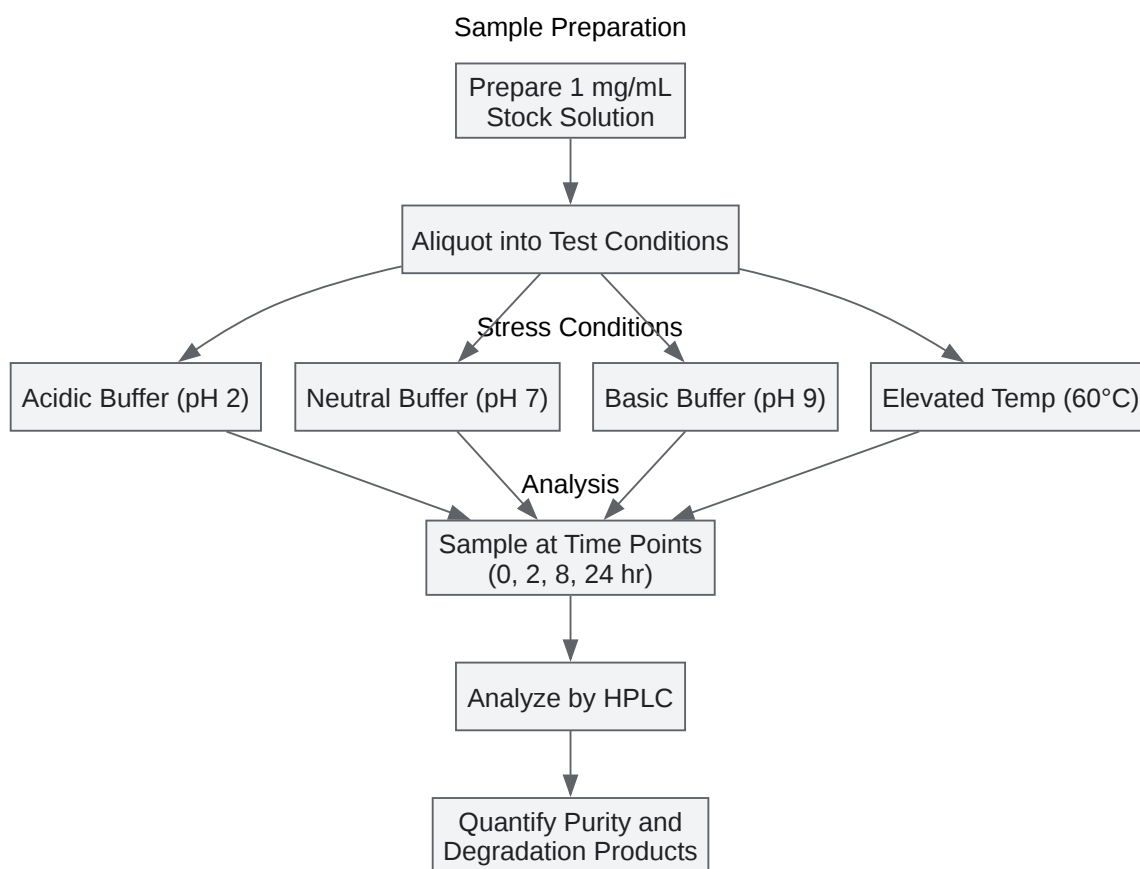 Sample Preparation
Prepare 1 mg/mL
Stock Solution
Aliquot into Test Conditions
Stress Conditions
Acidic Buffer (pH 2)
Neutral Buffer (pH 7)
Basic Buffer (pH 9)
Elevated Temp (60°C)
Analysis
Sample at Time Points
(0, 2, 8, 24 hr)
Analyze by HPLC
Quantify Purity and
Degradation Products